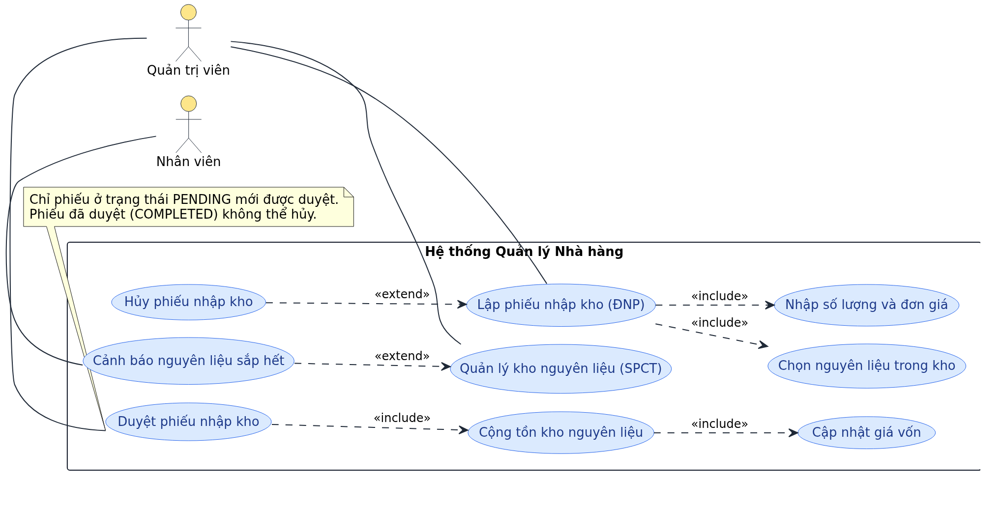 Quản trị viên
Nhân viên
Chỉ phiếu ở trạng thái PENDING mới được duyệt.
Phiếu đã duyệt (COMPLETED) không thể hủy.
Hệ thống Quản lý Nhà hàng
Hủy phiếu nhập kho
«extend»
Lập phiếu nhập kho (ĐNP)
«include»
Nhập số lượng và đơn giá
«include»
Cảnh báo nguyên liệu sắp hết
«extend»
Quản lý kho nguyên liệu (SPCT)
Chọn nguyên liệu trong kho
Duyệt phiếu nhập kho
«include»
Cộng tồn kho nguyên liệu
«include»
Cập nhật giá vốn